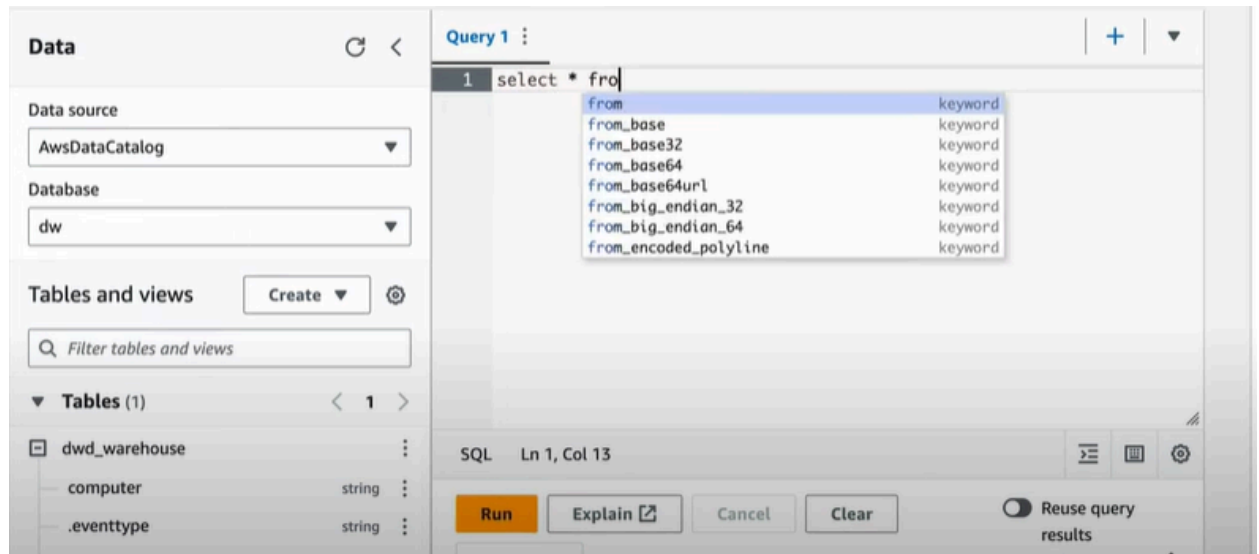 Data
Data source
AwsDataCatalog
Database
dw
Tables and views
Create
Filter tables and views
Tables (1)
1
dwd_warehouse
computer string
.eventtype string
Query 1
1 select * fro
from keyword
from_base keyword
from_base32 keyword
from_base64 keyword
from_base64url keyword
from_big_endian_32 keyword
from_big_endian_64 keyword
from_encoded_polyline keyword
SQL Ln 1, Col 13
Run Explain Cancel Clear
Reuse query
results